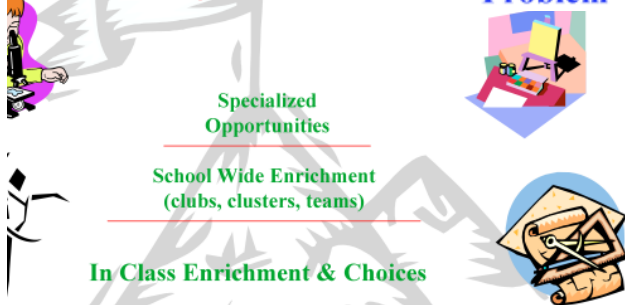 Problem
Specialized
Opportunities
School Wide Enrichment
(clubs, clusters, teams)
In Class Enrichment & Choices